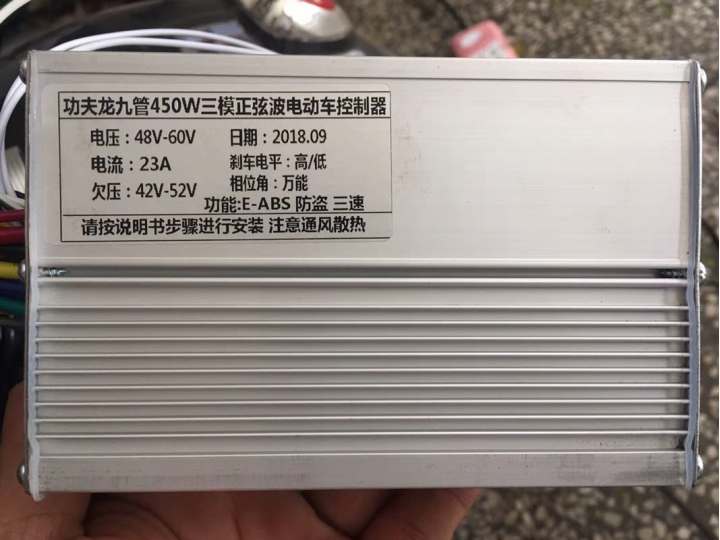 功夫龙九管450W三模正弦波电动车控制器
电压：48V-60V 日期：2018.09
电流：23A 刹车电平：高/低
欠压：42V-52V 相位角：万能
功能:E-ABS 防盗 三速
请按说明书步骤进行安装 注意通风散热